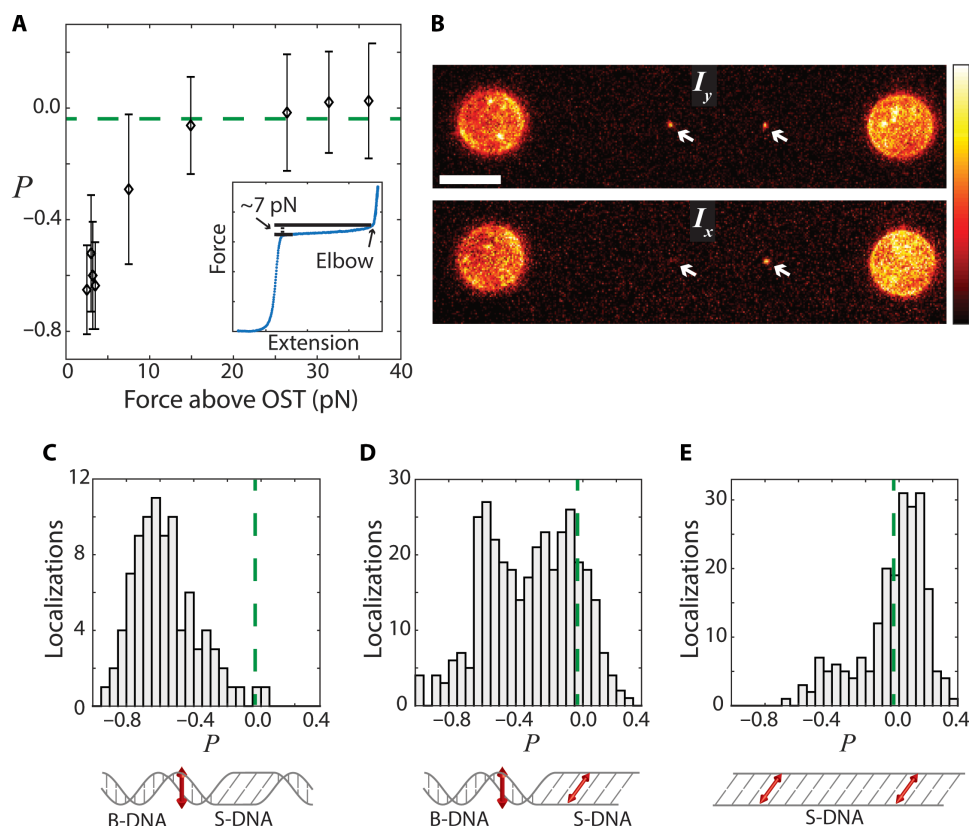 A
0.0
P
−0.4
−0.8
0
10
20
30
40
Force above OST (pN)
~7 pN
Elbow
Force
Extension
B
I_y
I_x
C
12
8
4
0
Localizations
−0.8
−0.4
0.0
0.4
P
B-DNA
S-DNA
D
30
20
10
0
Localizations
−0.8
−0.4
0.0
0.4
P
B-DNA
S-DNA
E
30
20
10
0
Localizations
−0.8
−0.4
0.0
0.4
P
S-DNA